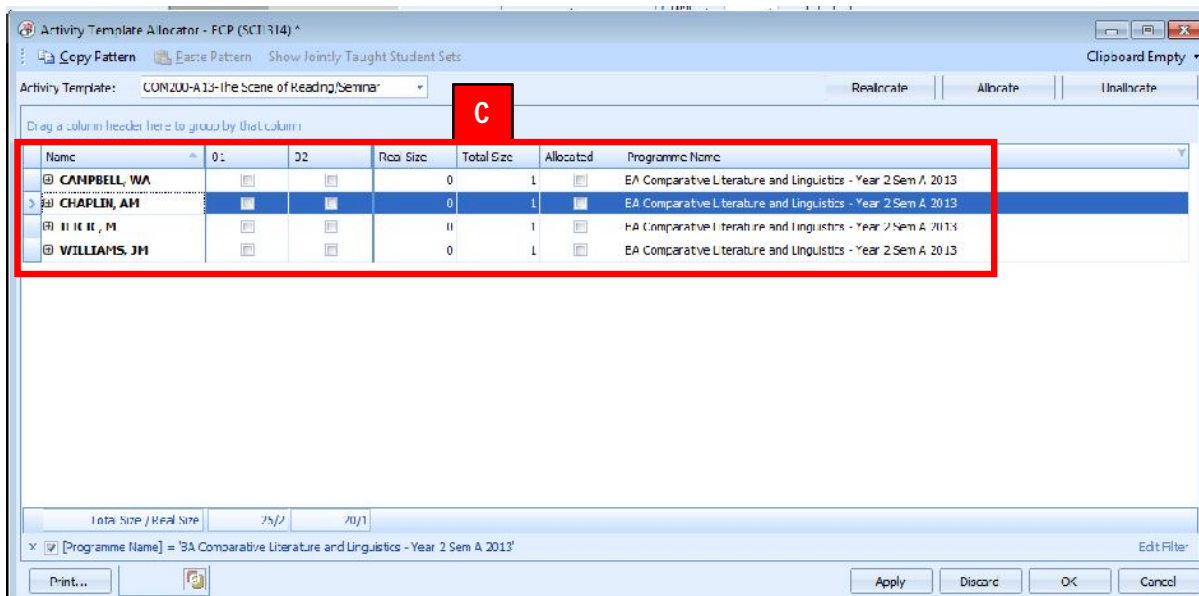 Activity Template Allocator - ECP (SCII314) *
Copy Pattern Paste Pattern Show Jointly Taught Student Sets Clipboard Empty
Activity Template: COM200-A13-The Scene of Reading/Seminar Reallocate Allocate Unallocate
C
Drag a column header here to group by that column
Name 01 02 Real Size Total Size Allocated Programme Name
CAMPBELL, WA 0 1 BA Comparative Literature and Linguistics - Year 2 Sem A 2013
CHAPLIN, AM 0 1 BA Comparative Literature and Linguistics - Year 2 Sem A 2013
, M 0 1 BA Comparative Literature and Linguistics - Year 2 Sem A 2013
WILLIAMS, JM 0 1 BA Comparative Literature and Linguistics - Year 2 Sem A 2013
Total Size / Real Size 25/2 20/1
[Programme Name] = 'BA Comparative Literature and Linguistics - Year 2 Sem A 2013' Edit Filter
Print... Apply Discard OK Cancel